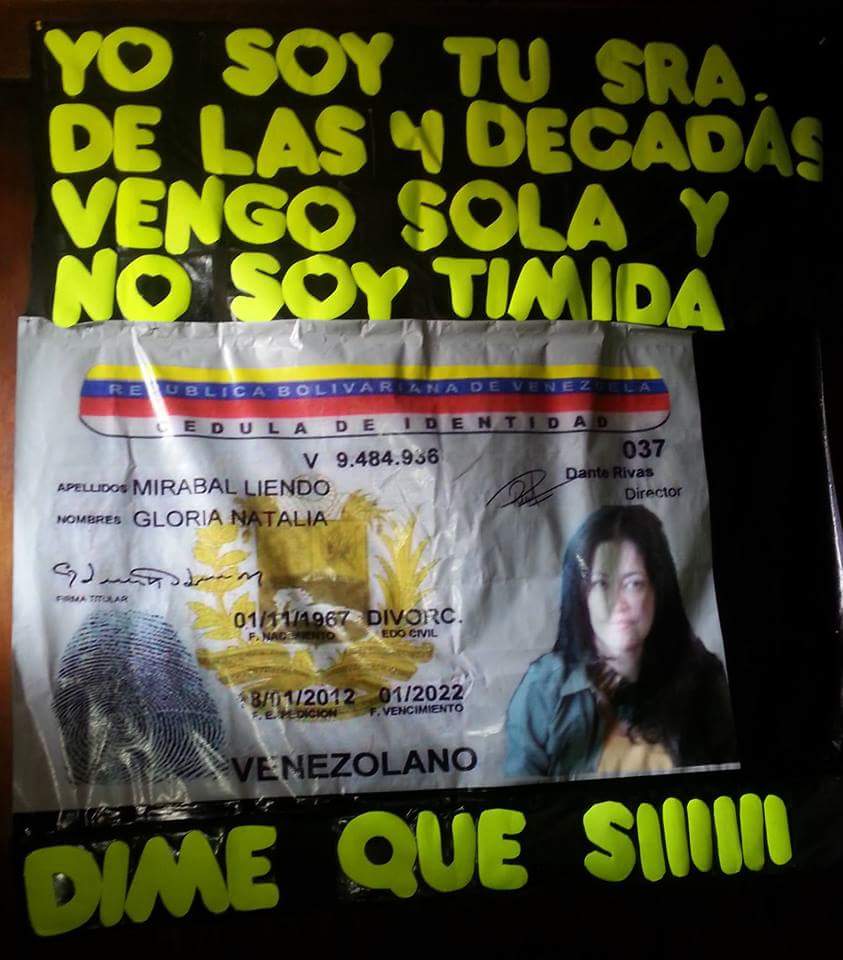 YO SOY TU SRA.
DE LAS 4 DECADAS
VENGO SOLA Y
NO SOY TIMIDA
REPUBLICA BOLIVARIANA DE VENEZUELA
CEDULA DE IDENTIDAD
V 9.484.936 037
APELLIDOS MIRABAL LIENDO Dante Rivas
NOMBRES GLORIA NATALIA Director
FIRMA TITULAR
01/11/1967 DIVORC.
F. NACIMIENTO EDO CIVIL
8/01/2012 01/2022
F. EXPEDICION F. VENCIMIENTO
VENEZOLANO
DIME QUE SIIIIII